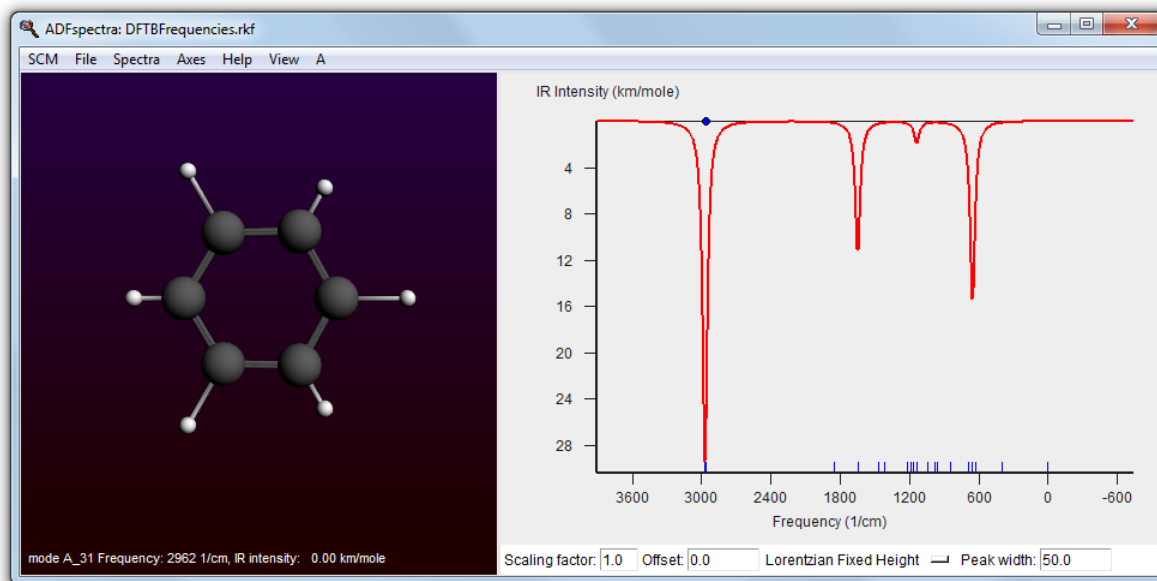 ADFspectra: DFTBFrequencies.rkf
SCM File Spectra Axes Help View A
IR Intensity (km/mole)
4
8
12
16
20
24
28
3600 3000 2400 1800 1200 600 0 -600
Frequency (1/cm)
mode A_31 Frequency: 2962 1/cm, IR intensity: 0.00 km/mole
Scaling factor: 1.0 Offset: 0.0 Lorentzian Fixed Height Peak width: 50.0